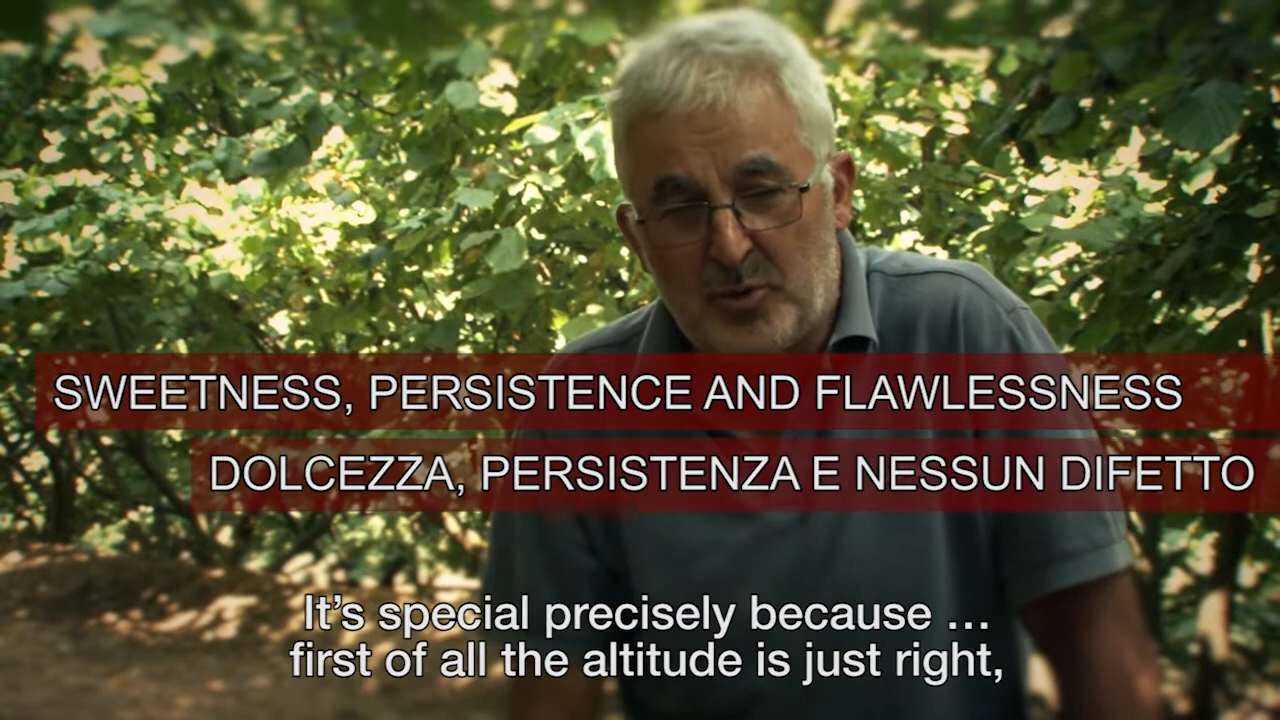 SWEETNESS, PERSISTENCE AND FLAWLESSNESS
DOLCEZZA, PERSISTENZA E NESSUN DIFETTO
It’s special precisely because …
first of all the altitude is just right,